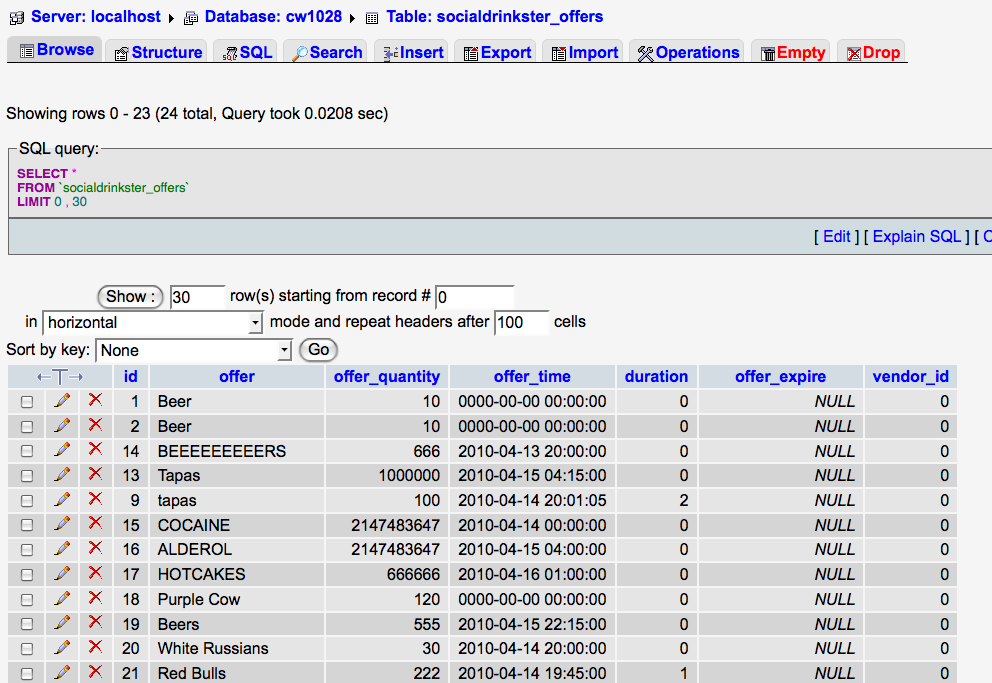 Server: localhost ▸ Database: cw1028 ▸ Table: socialdrinkster_offers
Browse Structure SQL Search Insert Export Import Operations Empty Drop
Showing rows 0 - 23 (24 total, Query took 0.0208 sec)
SQL query:
SELECT *
FROM `socialdrinkster_offers`
LIMIT 0 , 30
[ Edit ] [ Explain SQL ] [
Show : 30 row(s) starting from record # 0
in horizontal mode and repeat headers after 100 cells
Sort by key: None Go
←T→ id offer offer_quantity offer_time duration offer_expire vendor_id
1 Beer 10 0000-00-00 00:00:00 0 NULL 0
2 Beer 10 0000-00-00 00:00:00 0 NULL 0
14 BEEEEEEEEEERS 666 2010-04-13 20:00:00 0 NULL 0
13 Tapas 1000000 2010-04-15 04:15:00 0 NULL 0
9 tapas 100 2010-04-14 20:01:05 2 NULL 0
15 COCAINE 2147483647 2010-04-14 00:00:00 0 NULL 0
16 ALDEROL 2147483647 2010-04-15 04:00:00 0 NULL 0
17 HOTCAKES 666666 2010-04-16 01:00:00 0 NULL 0
18 Purple Cow 120 0000-00-00 00:00:00 0 NULL 0
19 Beers 555 2010-04-15 22:15:00 0 NULL 0
20 White Russians 30 2010-04-14 20:00:00 0 NULL 0
21 Red Bulls 222 2010-04-14 19:45:00 1 NULL 0